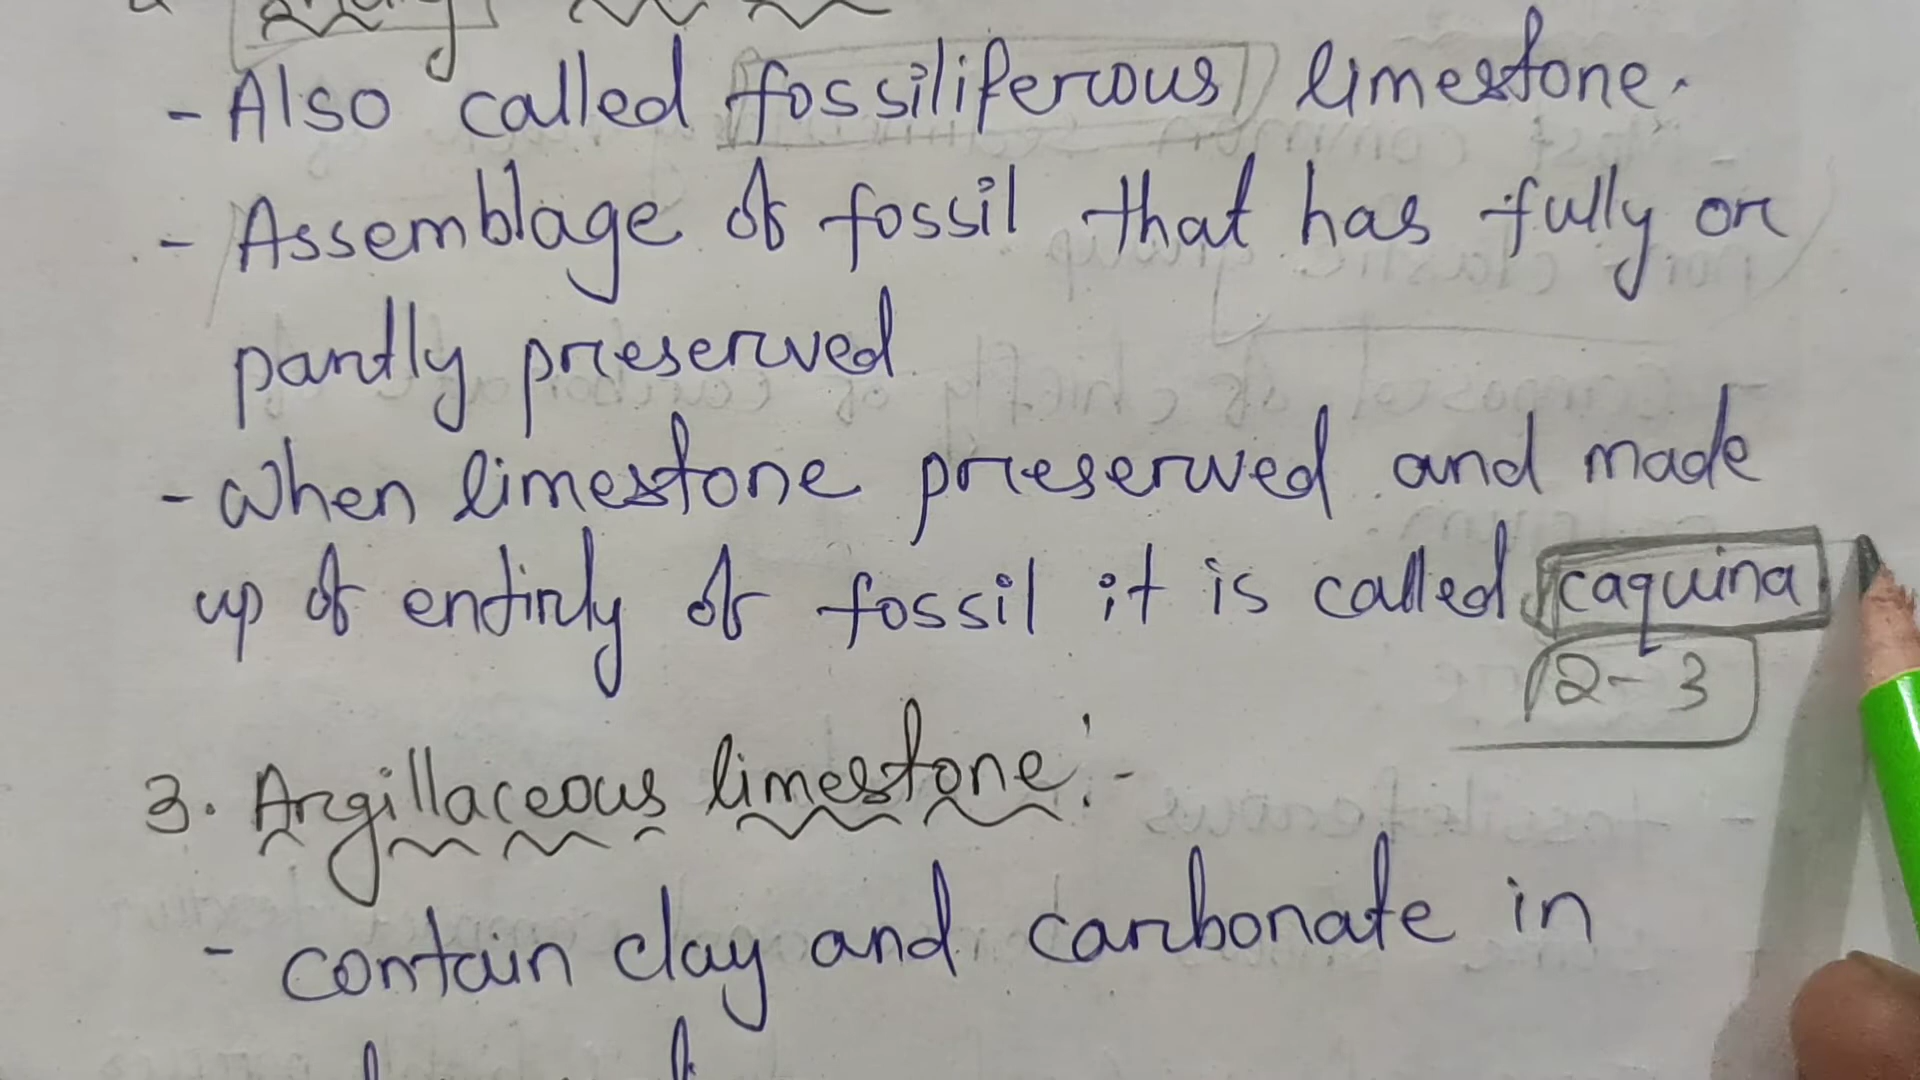 - Also called fossiliferous limestone.
- Assemblage of fossil that has fully or
partly preserved
- When limestone preserved and made
up of entirly of fossil it is called caquina
2-3
3. Argillaceous limestone :-
- contain clay and carbonate in